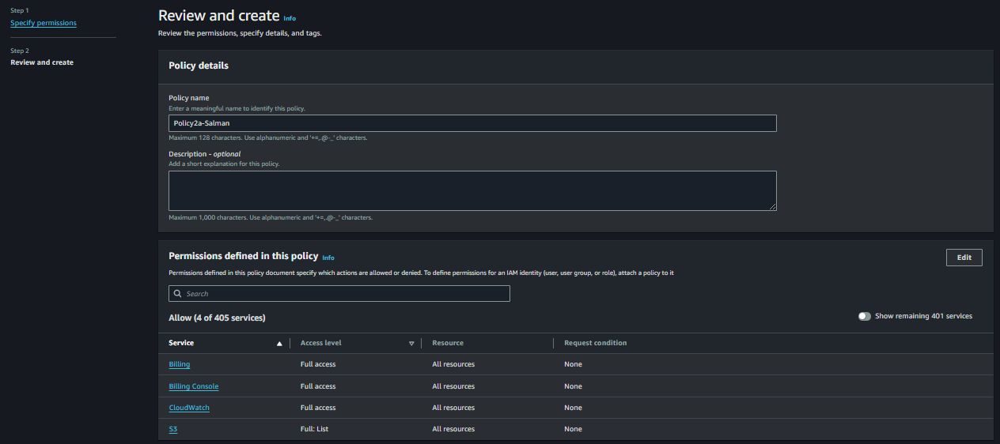 Step 1
Specify permissions
Step 2
Review and create
Review and create Info
Review the permissions, specify details, and tags.
Policy details
Policy name
Enter a meaningful name to identify this policy.
Policy2a-Salman
Maximum 128 characters. Use alphanumeric and '+=,.@-_' characters.
Description - optional
Add a short explanation for this policy.
Maximum 1,000 characters. Use alphanumeric and '+=,.@-_' characters.
Permissions defined in this policy Info
Edit
Permissions defined in this policy document specify which actions are allowed or denied. To define permissions for an IAM identity (user, user group, or role), attach a policy to it
Search
Allow (4 of 405 services)
Show remaining 401 services
Service Access level Resource Request condition
Billing Full access All resources None
Billing Console Full access All resources None
CloudWatch Full access All resources None
S3 Full: List All resources None